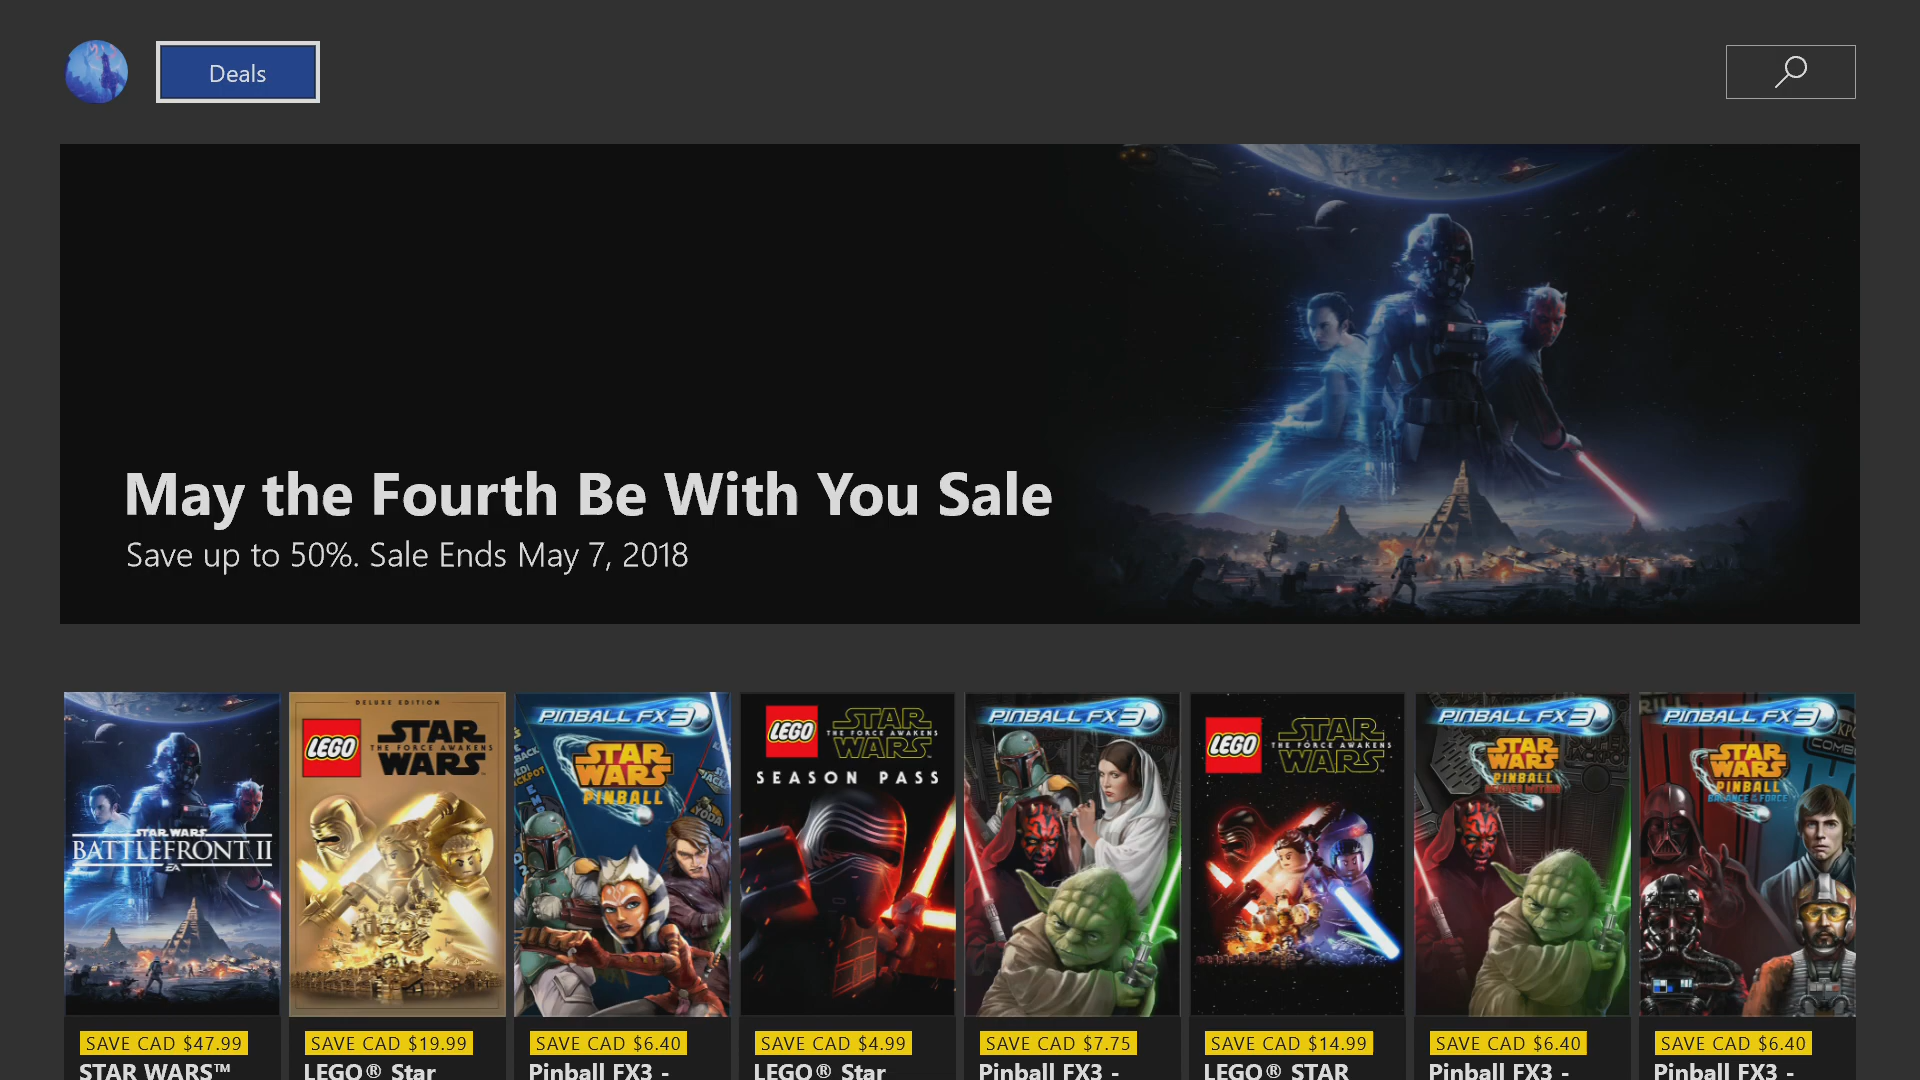 Deals
May the Fourth Be With You Sale
Save up to 50%. Sale Ends May 7, 2018
STAR WARS
BATTLEFRONT II
EA
DELUXE EDITION
LEGO
STAR
THE FORCE AWAKENS
WARS
PINBALL FX3
STAR
WARS
PINBALL
LEGO
STAR
THE FORCE AWAKENS
WARS
SEASON PASS
PINBALL FX3
LEGO
STAR
THE FORCE AWAKENS
WARS
PINBALL FX3
STAR
WARS
PINBALL
PINBALL FX3
STAR
WARS
PINBALL
BALANCE OF THE FORCE
SAVE CAD $47.99
STAR WARS™
SAVE CAD $19.99
LEGO® Star
SAVE CAD $6.40
Pinball FX3 -
SAVE CAD $4.99
LEGO® Star
SAVE CAD $7.75
Pinball FX3 -
SAVE CAD $14.99
LEGO® STAR
SAVE CAD $6.40
Pinball FX3 -
SAVE CAD $6.40
Pinball FX3 -